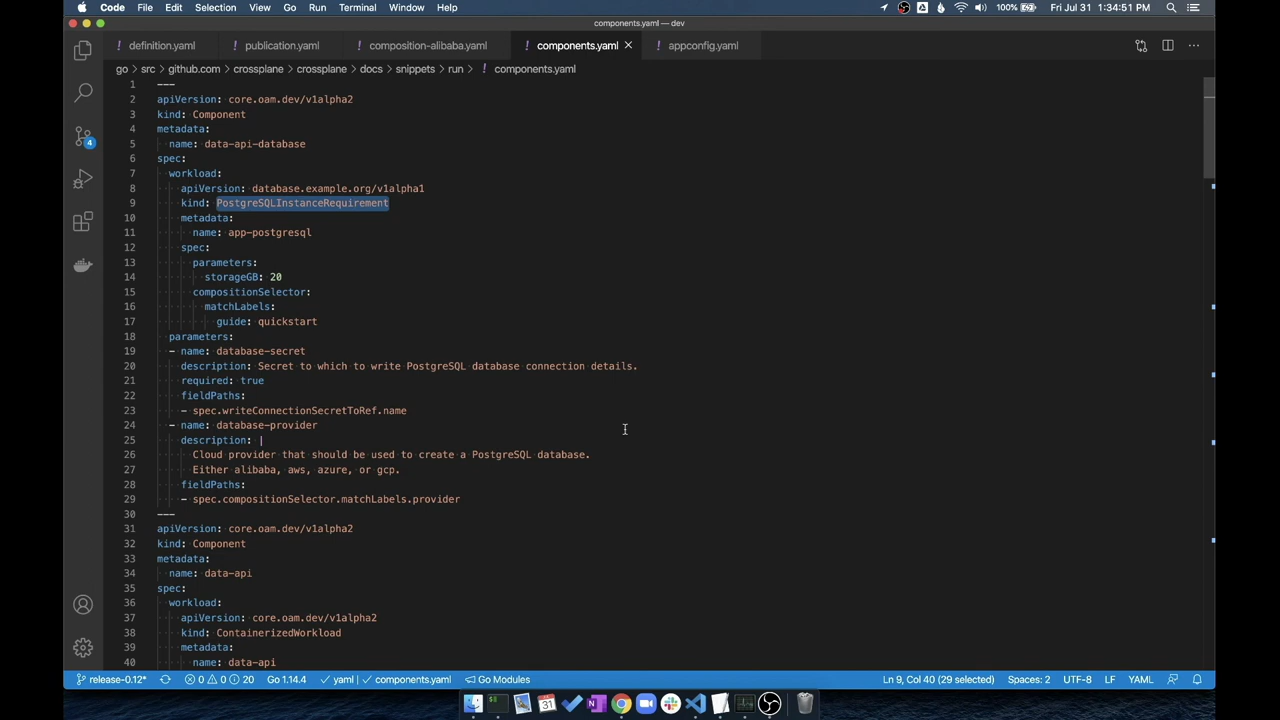 Code File Edit Selection View Go Run Terminal Window Help 100% Fri Jul 31 1:34:51 PM
components.yaml — dev
! definition.yaml ! publication.yaml ! composition-alibaba.yaml ! components.yaml × ! appconfig.yaml ···
go > src > github.com > crossplane > crossplane > docs > snippets > run > ! components.yaml
1 ---
2 apiVersion: core.oam.dev/v1alpha2
3 kind: Component
4 metadata:
5 name: data-api-database
6 spec:
7 workload:
8 apiVersion: database.example.org/v1alpha1
9 kind: PostgreSQLInstanceRequirement
10 metadata:
11 name: app-postgresql
12 spec:
13 parameters:
14 storageGB: 20
15 compositionSelector:
16 matchLabels:
17 guide: quickstart
18 parameters:
19 - name: database-secret
20 description: Secret to which to write PostgreSQL database connection details.
21 required: true
22 fieldPaths:
23 - spec.writeConnectionSecretToRef.name
24 - name: database-provider
25 description: |
26 Cloud provider that should be used to create a PostgreSQL database.
27 Either alibaba, aws, azure, or gcp.
28 fieldPaths:
29 - spec.compositionSelector.matchLabels.provider
30 ---
31 apiVersion: core.oam.dev/v1alpha2
32 kind: Component
33 metadata:
34 name: data-api
35 spec:
36 workload:
37 apiVersion: core.oam.dev/v1alpha2
38 kind: ContainerizedWorkload
39 metadata:
40 name: data-api
4
release-0.12* 0 0 20 Go 1.14.4 ✓ yaml | ✓ components.yaml Go Modules Ln 9, Col 40 (29 selected) Spaces: 2 UTF-8 LF YAML
31